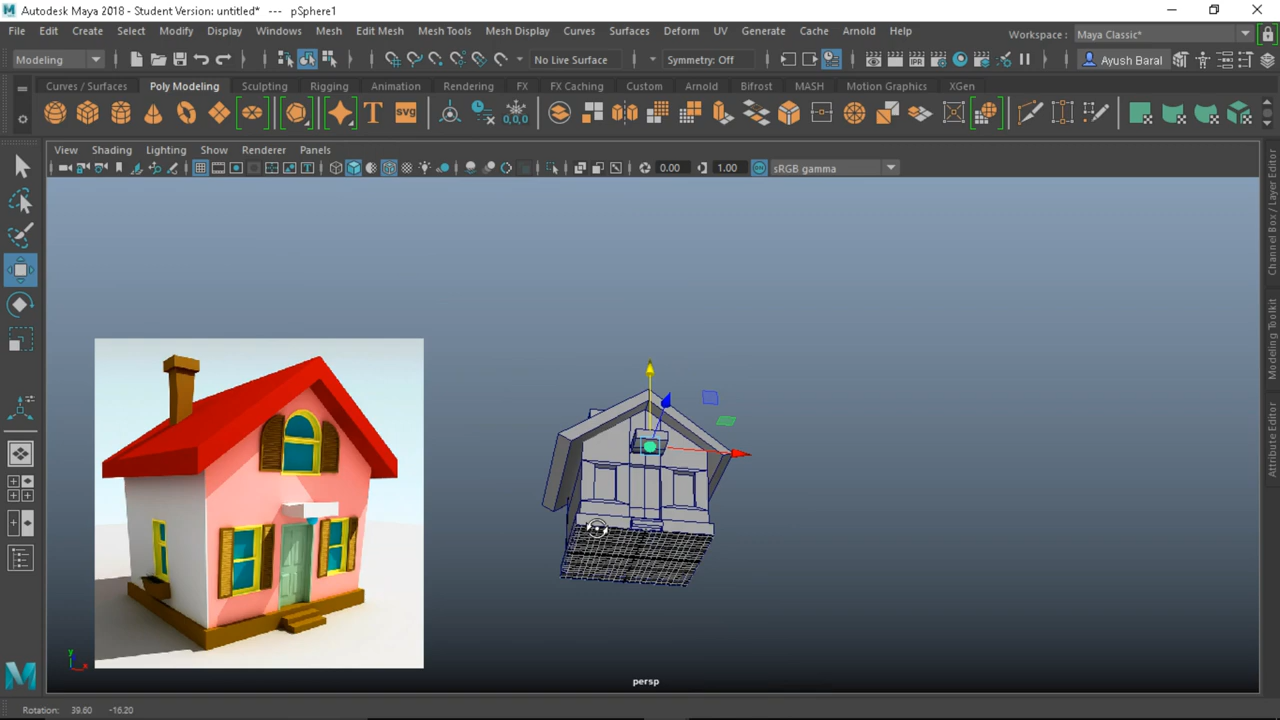 Autodesk Maya 2018 - Student Version: untitled*   ---   pSphere1
File Edit Create Select Modify Display Windows Mesh Edit Mesh Mesh Tools Mesh Display Curves Surfaces Deform UV Generate Cache Arnold Help Workspace : Maya Classic*
Modeling No Live Surface Symmetry: Off Ayush Baral
Curves / Surfaces Poly Modeling Sculpting Rigging Animation Rendering FX FX Caching Custom Arnold Bifrost MASH Motion Graphics XGen
T svg 0,0,0
View Shading Lighting Renderer Panels
0.00 1.00 sRGB gamma
Channel Box / Layer Editor
Modeling Toolkit
Attribute Editor
y
x
persp
Rotation: 39.60 -16.20